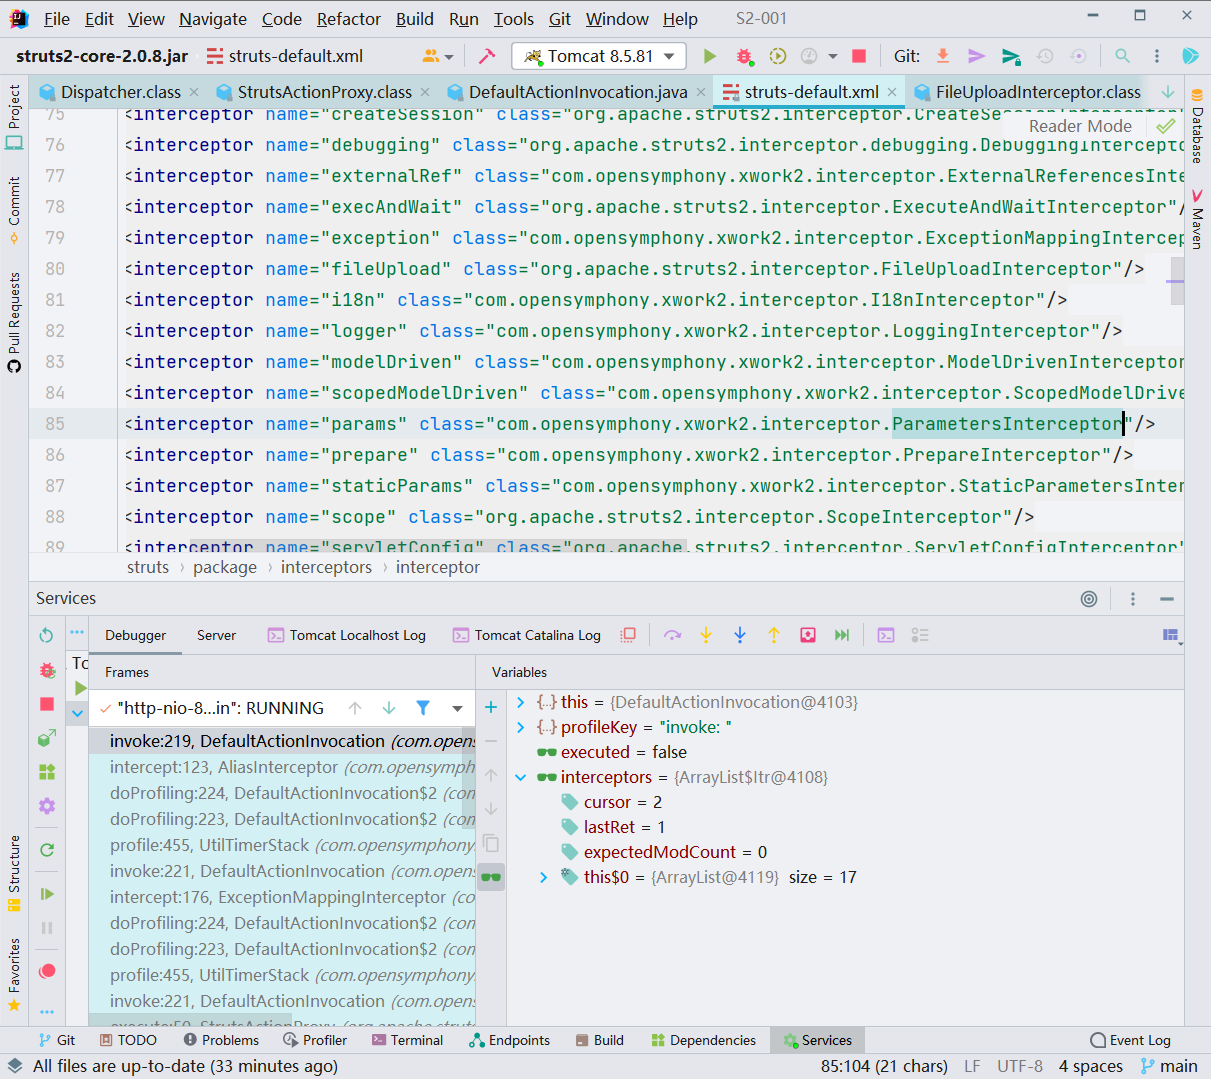 File Edit View Navigate Code Refactor Build Run Tools Git Window Help S2-001
struts2-core-2.0.8.jar struts-default.xml Tomcat 8.5.81 Git:
Dispatcher.class StrutsActionProxy.class DefaultActionInvocation.java struts-default.xml FileUploadInterceptor.class
Reader Mode
75 <interceptor name="createSession" class="org.apache.struts2.interceptor.CreateSessionInterceptor
76 <interceptor name="debugging" class="org.apache.struts2.interceptor.debugging.DebuggingIntercepto
77 <interceptor name="externalRef" class="com.opensymphony.xwork2.interceptor.ExternalReferencesInte
78 <interceptor name="execAndWait" class="org.apache.struts2.interceptor.ExecuteAndWaitInterceptor"/
79 <interceptor name="exception" class="com.opensymphony.xwork2.interceptor.ExceptionMappingIntercep
80 <interceptor name="fileUpload" class="org.apache.struts2.interceptor.FileUploadInterceptor"/>
81 <interceptor name="i18n" class="com.opensymphony.xwork2.interceptor.I18nInterceptor"/>
82 <interceptor name="logger" class="com.opensymphony.xwork2.interceptor.LoggingInterceptor"/>
83 <interceptor name="modelDriven" class="com.opensymphony.xwork2.interceptor.ModelDrivenInterceptor
84 <interceptor name="scopedModelDriven" class="com.opensymphony.xwork2.interceptor.ScopedModelDrive
85 <interceptor name="params" class="com.opensymphony.xwork2.interceptor.ParametersInterceptor"/>
86 <interceptor name="prepare" class="com.opensymphony.xwork2.interceptor.PrepareInterceptor"/>
87 <interceptor name="staticParams" class="com.opensymphony.xwork2.interceptor.StaticParametersInter
88 <interceptor name="scope" class="org.apache.struts2.interceptor.ScopeInterceptor"/>
89 <interceptor name="servletConfig" class="org.apache.struts2.interceptor.ServletConfigInterceptor"
struts › package › interceptors › interceptor
Project
Commit
Pull Requests
Structure
Favorites
Database
Maven
Services
Debugger Server Tomcat Localhost Log Tomcat Catalina Log
To
Frames
"http-nio-8...in": RUNNING
invoke:219, DefaultActionInvocation (com.opens
intercept:123, AliasInterceptor (com.opensymph
doProfiling:224, DefaultActionInvocation$2 (con
doProfiling:223, DefaultActionInvocation$2 (con
profile:455, UtilTimerStack (com.opensymphony.
invoke:221, DefaultActionInvocation (com.opens
intercept:176, ExceptionMappingInterceptor (co
doProfiling:224, DefaultActionInvocation$2 (con
doProfiling:223, DefaultActionInvocation$2 (con
profile:455, UtilTimerStack (com.opensymphony.
invoke:221, DefaultActionInvocation (com.opens
execute:50, StrutsActionProxy (org.apache.struts
Variables
this = {DefaultActionInvocation@4103}
profileKey = "invoke: "
executed = false
interceptors = {ArrayList$Itr@4108}
cursor = 2
lastRet = 1
expectedModCount = 0
this$0 = {ArrayList@4119} size = 17
Git TODO Problems Profiler Terminal Endpoints Build Dependencies Services Event Log
All files are up-to-date (33 minutes ago) 85:104 (21 chars) LF UTF-8 4 spaces main